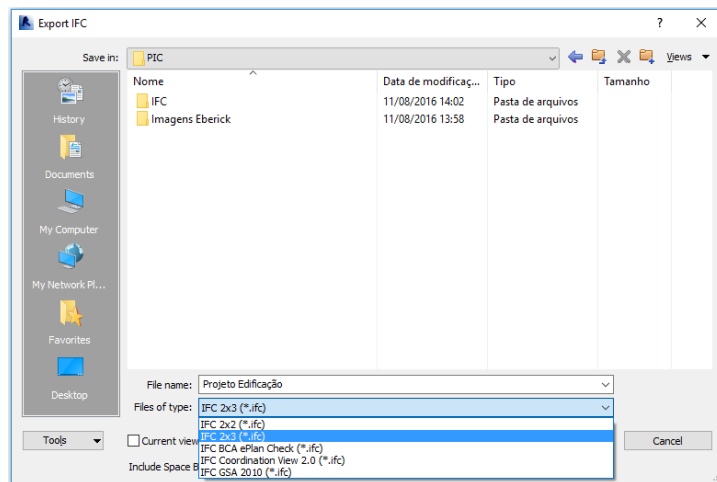 Export IFC
?
Save in: PIC Views
Nome Data de modificaç... Tipo Tamanho
IFC 11/08/2016 14:02 Pasta de arquivos
Imagens Eberick 11/08/2016 13:58 Pasta de arquivos
History
Documents
My Computer
My Network Pl...
Favorites
Desktop
File name: Projeto Edificação
Files of type: IFC 2x3 (*.ifc)
IFC 2x2 (*.ifc)
IFC 2x3 (*.ifc)
IFC BCA ePlan Check (*.ifc)
IFC Coordination View 2.0 (*.ifc)
IFC GSA 2010 (*.ifc)
Tools Current view Cancel
Include Space B